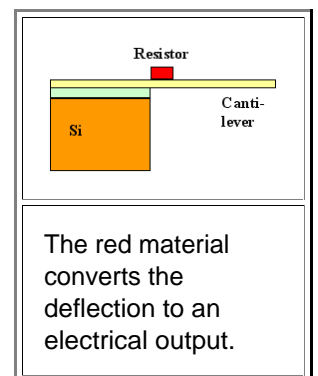 Resistor
Canti-
lever
Si
The red material
converts the
deflection to an
electrical output.